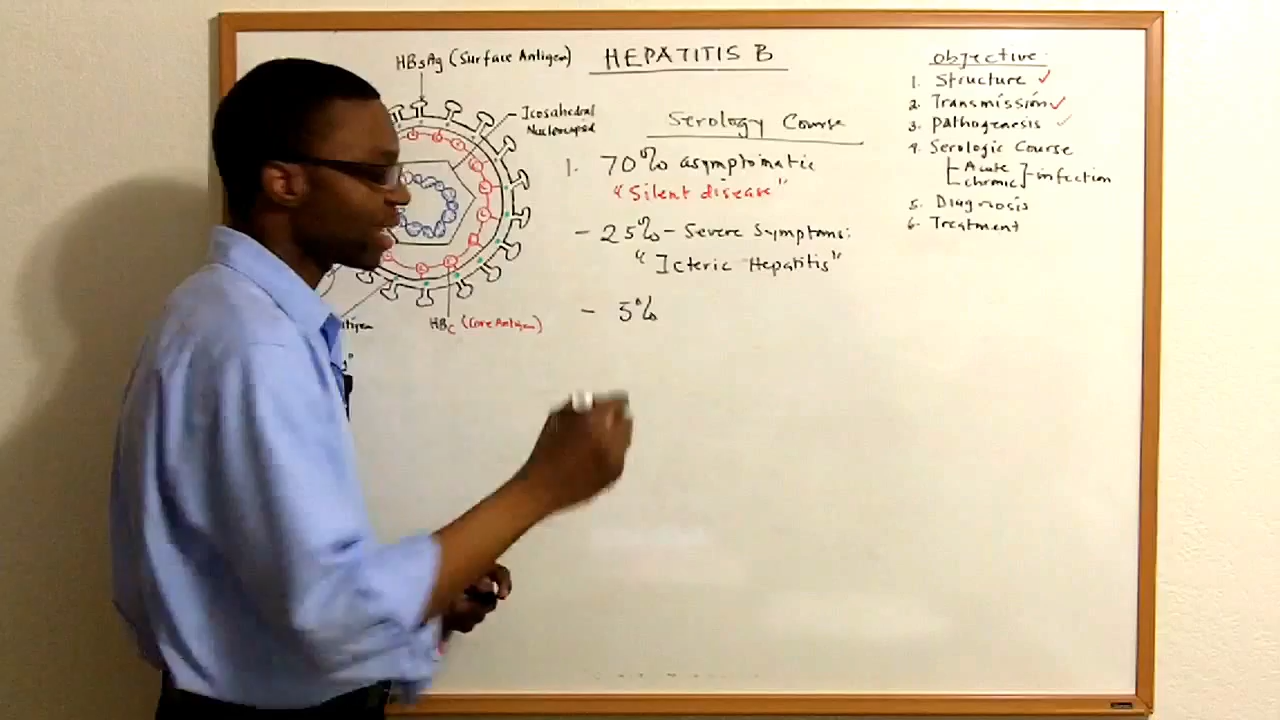 HEPATITIS B
HBsAg (Surface Antigen)
Icosahedral
Nucleocapsid
HBc (Core Antigen)
Serology Course
1. 70% asymptomatic
"Silent disease"
- 25% - Severe Symptoms:
"Icteric Hepatitis"
- 5%
Objective:
1. Structure ✓
2. Transmission ✓
3. Pathogenesis ✓
4. Serologic Course
Acute
chronic
infection
5. Diagnosis
6. Treatment